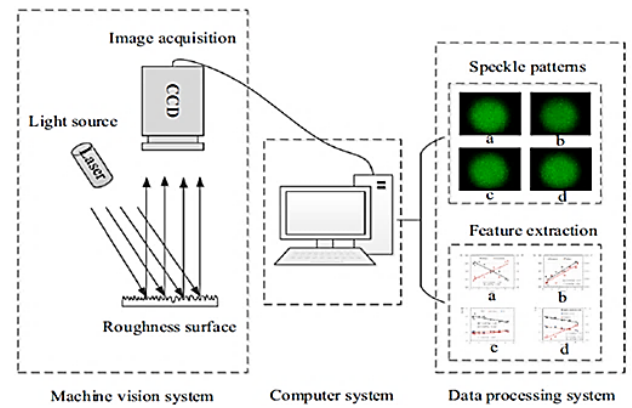 Image acquisition
CCD
Light source
Laser
Roughness surface
Machine vision system
Computer system
Speckle patterns
a
b
c
d
Feature extraction
a
b
c
d
Data processing system